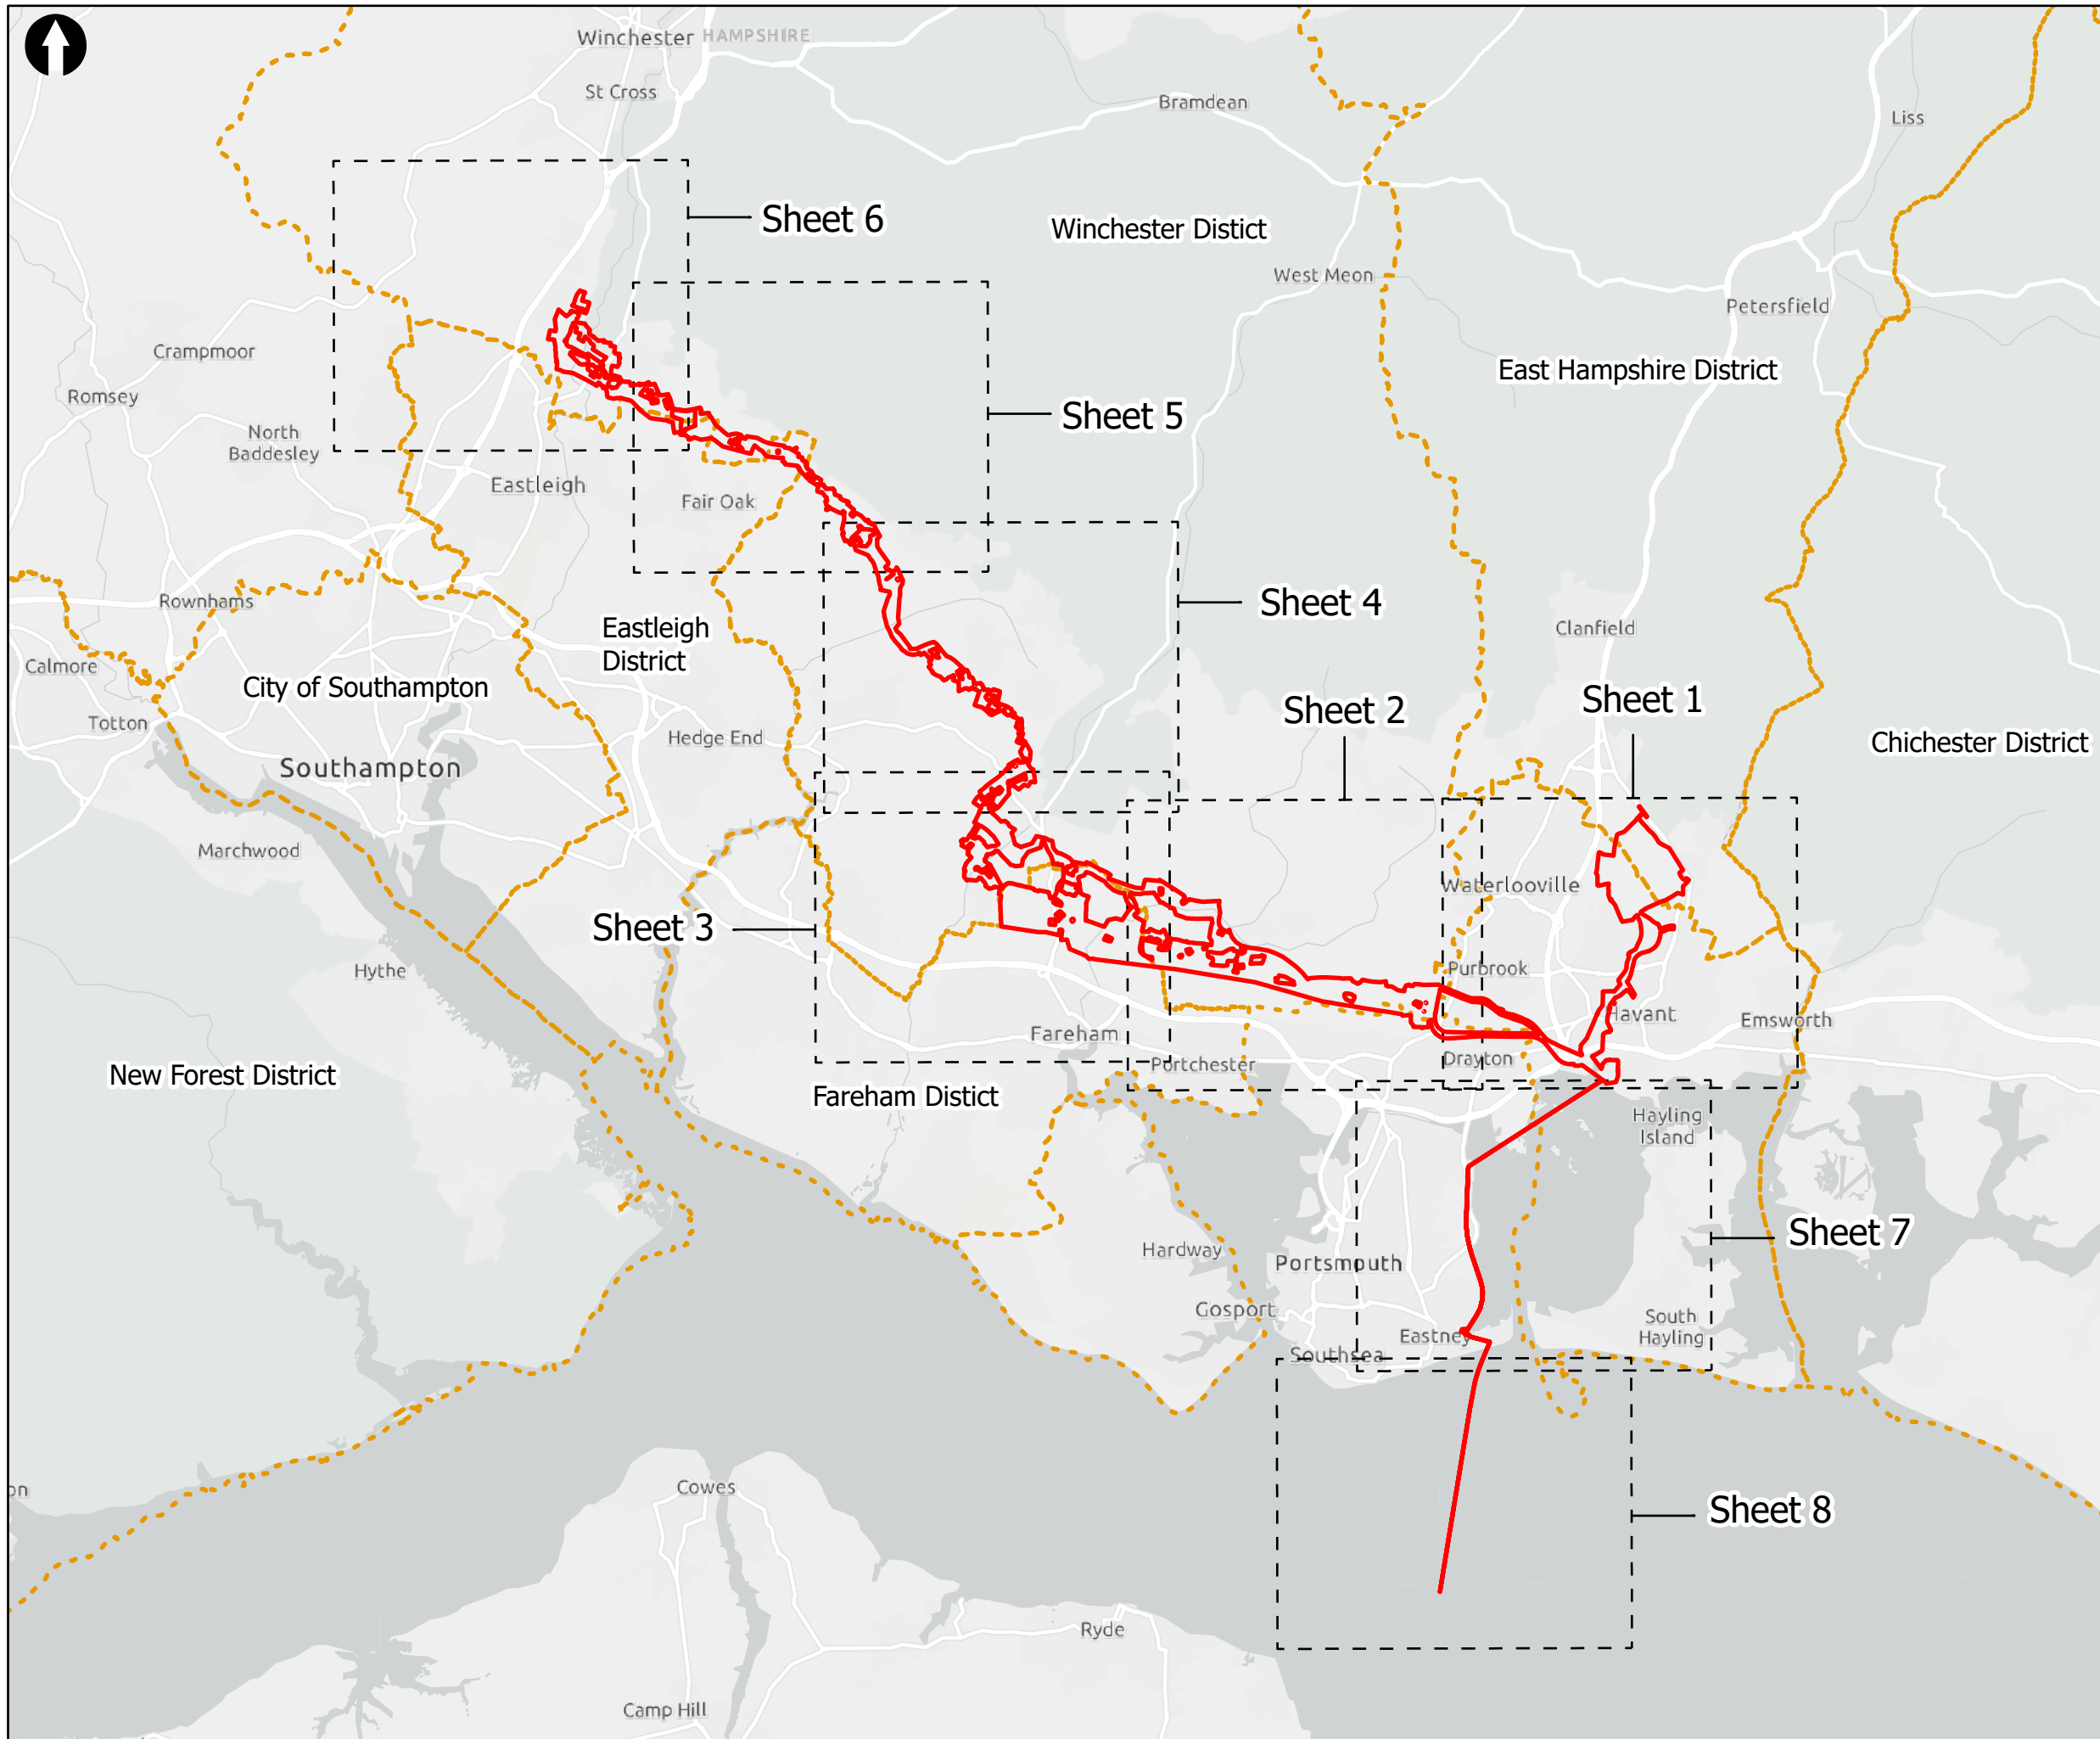 Winchester
HAMPSHIRE
St Cross
Bramdean
Liss
Sheet 6
Winchester Distict
West Meon
Petersfield
Crampmoor
East Hampshire District
Romsey
Sheet 5
North
Baddesley
Eastleigh
Fair Oak
Rownhams
Sheet 4
Eastleigh
District
Clanfield
Calmore
City of Southampton
Sheet 2
Sheet 1
Totton
Hedge End
Chichester District
Southampton
Marchwood
Waterlooville
Sheet 3
Hythe
Purbrook
Havant
Emsworth
Fareham
Portchester
Drayton
New Forest District
Fareham Distict
Hayling
Island
Sheet 7
Hardway
Portsmouth
Gosport
South
Hayling
Eastney
Southsea
on
Cowes
Sheet 8
Ryde
Camp Hill